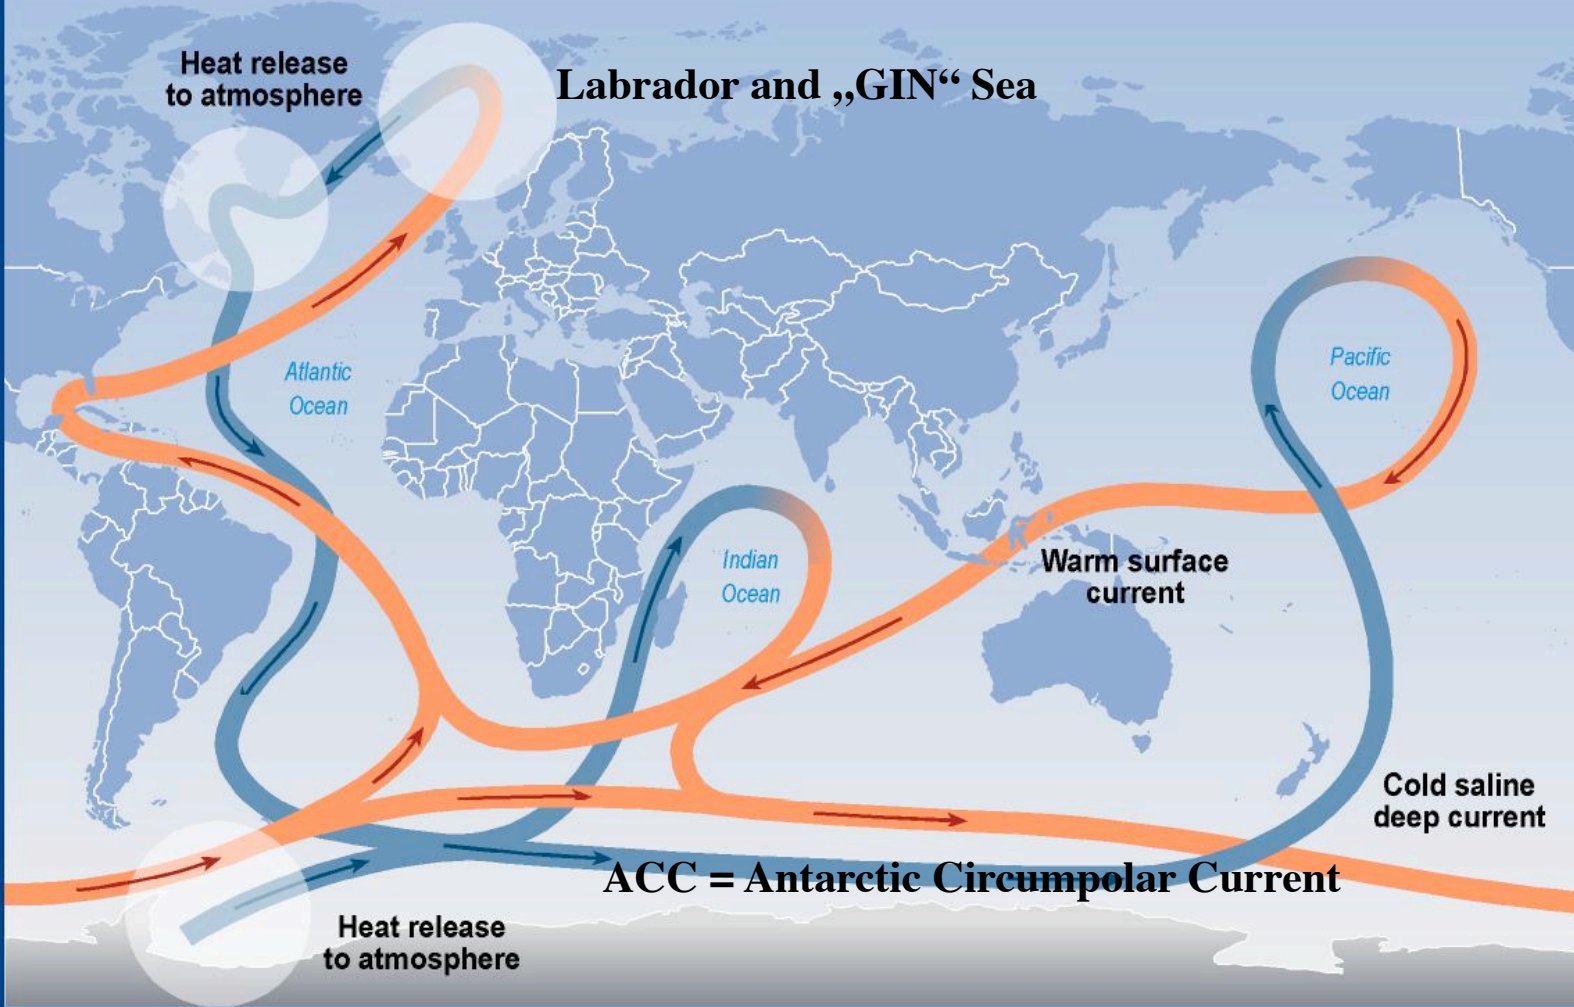 Heat release
to atmosphere
Labrador and „GIN“ Sea
Atlantic
Ocean
Pacific
Ocean
Indian
Ocean
Warm surface
current
Cold saline
deep current
ACC = Antarctic Circumpolar Current
Heat release
to atmosphere